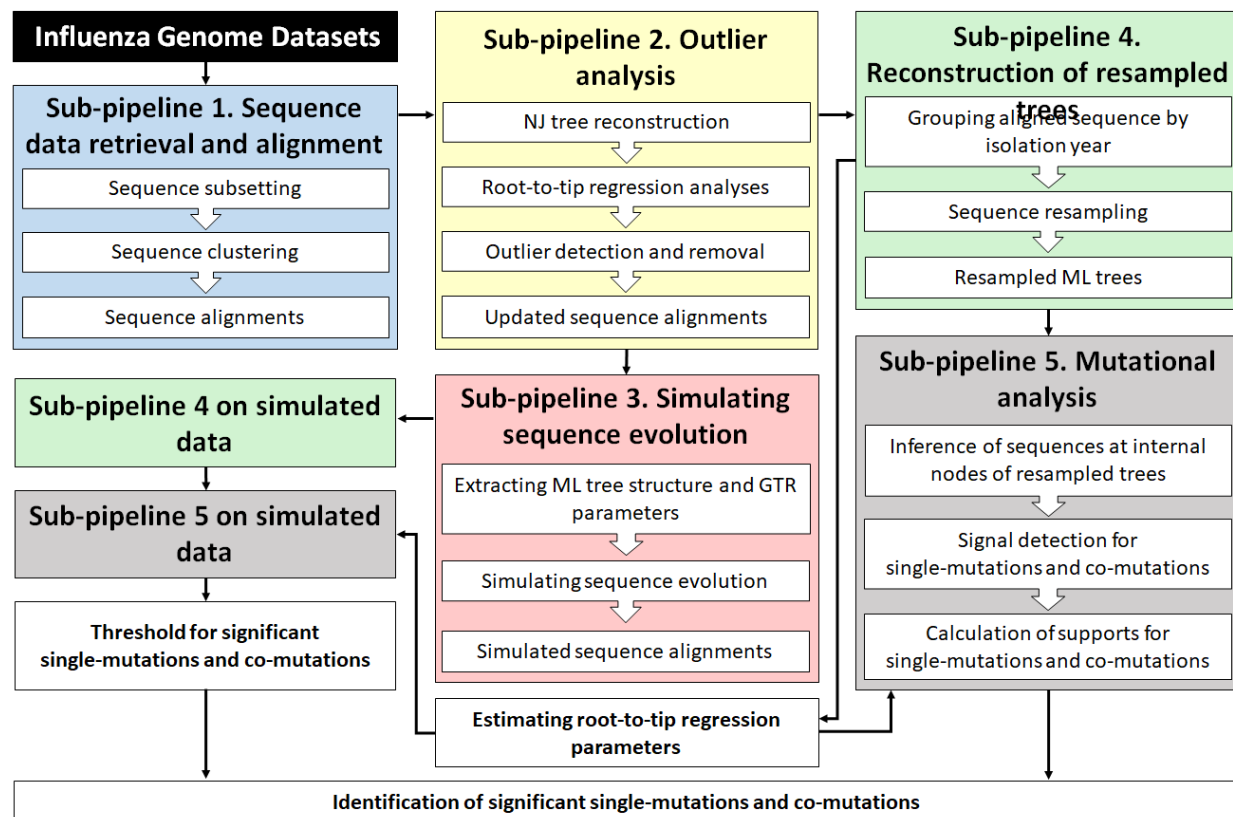 Influenza Genome Datasets
Sub-pipeline 1. Sequence
data retrieval and alignment
Sequence subsetting
Sequence clustering
Sequence alignments
Sub-pipeline 2. Outlier
analysis
NJ tree reconstruction
Root-to-tip regression analyses
Outlier detection and removal
Updated sequence alignments
Sub-pipeline 3. Simulating
sequence evolution
Extracting ML tree structure and GTR
parameters
Simulating sequence evolution
Simulated sequence alignments
Sub-pipeline 4.
Reconstruction of resampled
trees
Grouping aligned sequence by
isolation year
Sequence resampling
Resampled ML trees
Sub-pipeline 5. Mutational
analysis
Inference of sequences at internal
nodes of resampled trees
Signal detection for
single-mutations and co-mutations
Calculation of supports for
single-mutations and co-mutations
Sub-pipeline 4 on simulated
data
Sub-pipeline 5 on simulated
data
Threshold for significant
single-mutations and co-mutations
Estimating root-to-tip regression
parameters
Identification of significant single-mutations and co-mutations